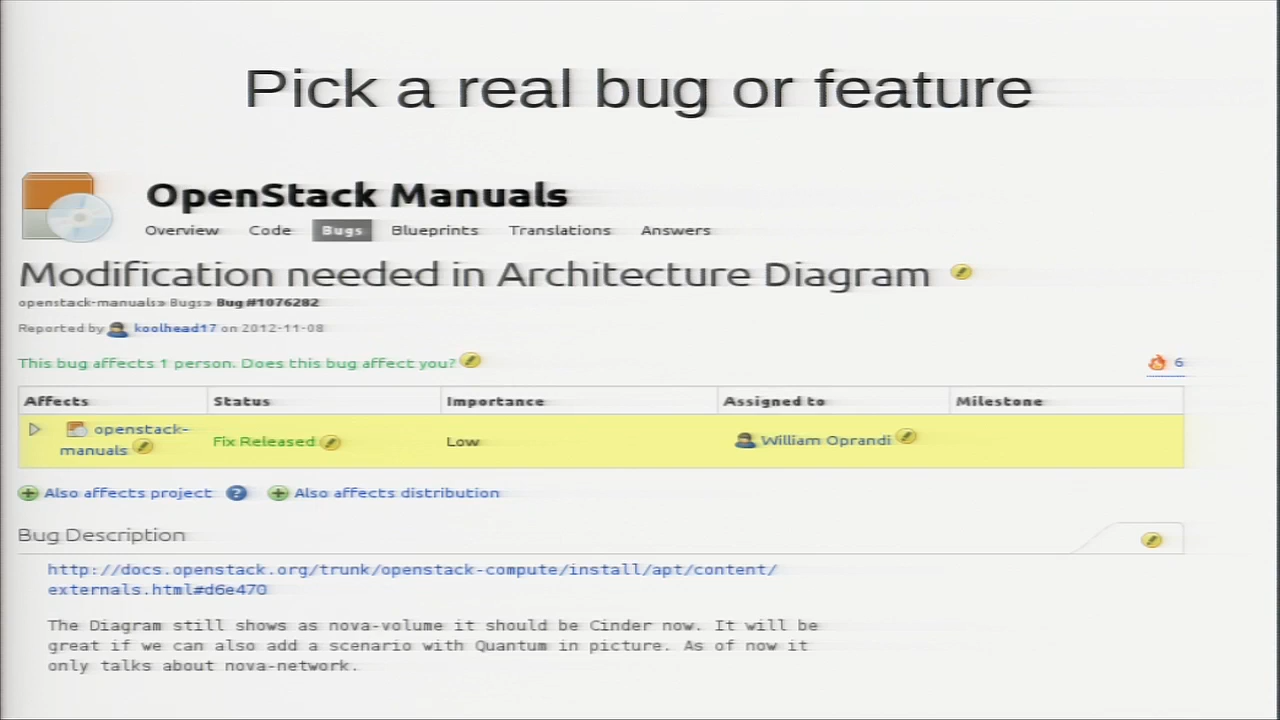 Pick a real bug or feature
OpenStack Manuals
Overview Code Bugs Blueprints Translations Answers
Modification needed in Architecture Diagram
openstack-manuals» Bugs» Bug #1076282
Reported by koolhead17 on 2012-11-08
This bug affects 1 person. Does this bug affect you? 6
Affects Status Importance Assigned to Milestone
openstack-
manuals Fix Released Low William Oprandi
Also affects project ? Also affects distribution
Bug Description
http://docs.openstack.org/trunk/openstack-compute/install/apt/content/
externals.html#d6e470
The Diagram still shows as nova-volume it should be Cinder now. It will be
great if we can also add a scenario with Quantum in picture. As of now it
only talks about nova-network.